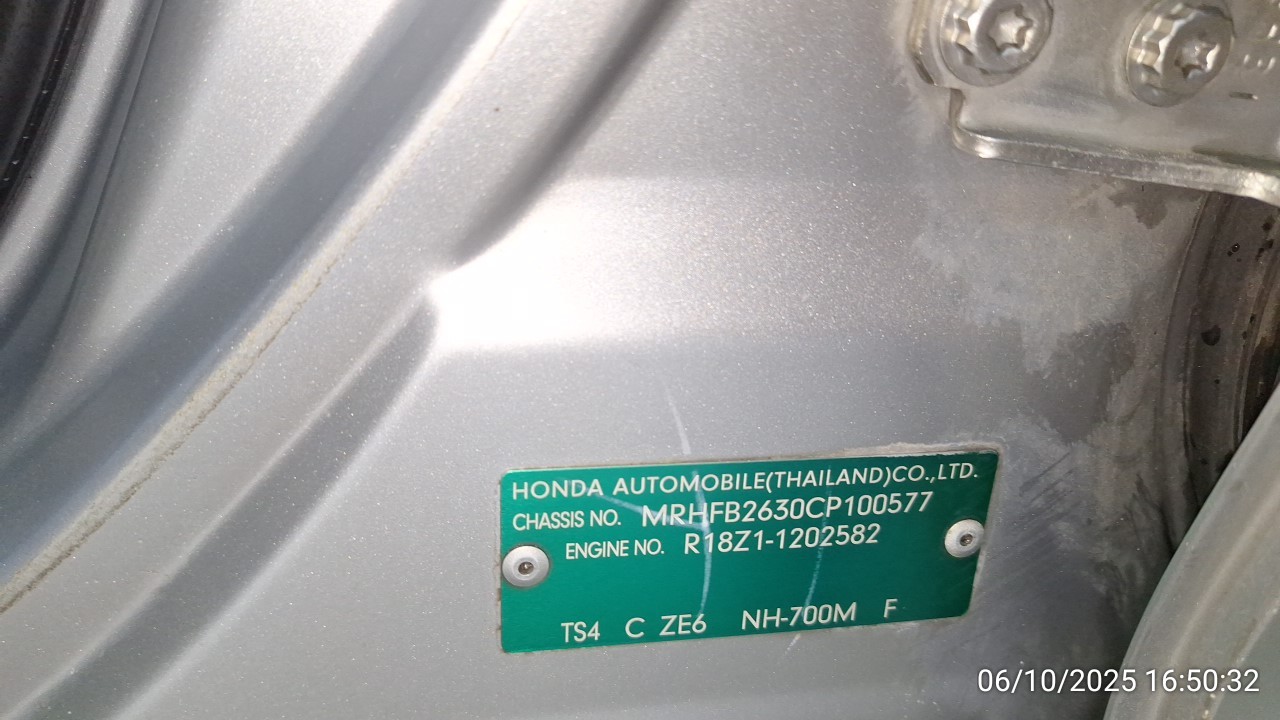 HONDA AUTOMOBILE(THAILAND)CO.,LTD.
CHASSIS NO. MRHFB2630CP100577
ENGINE NO. R18Z1-1202582
TS4 C ZE6 NH-700M F
06/10/2025 16:50:32